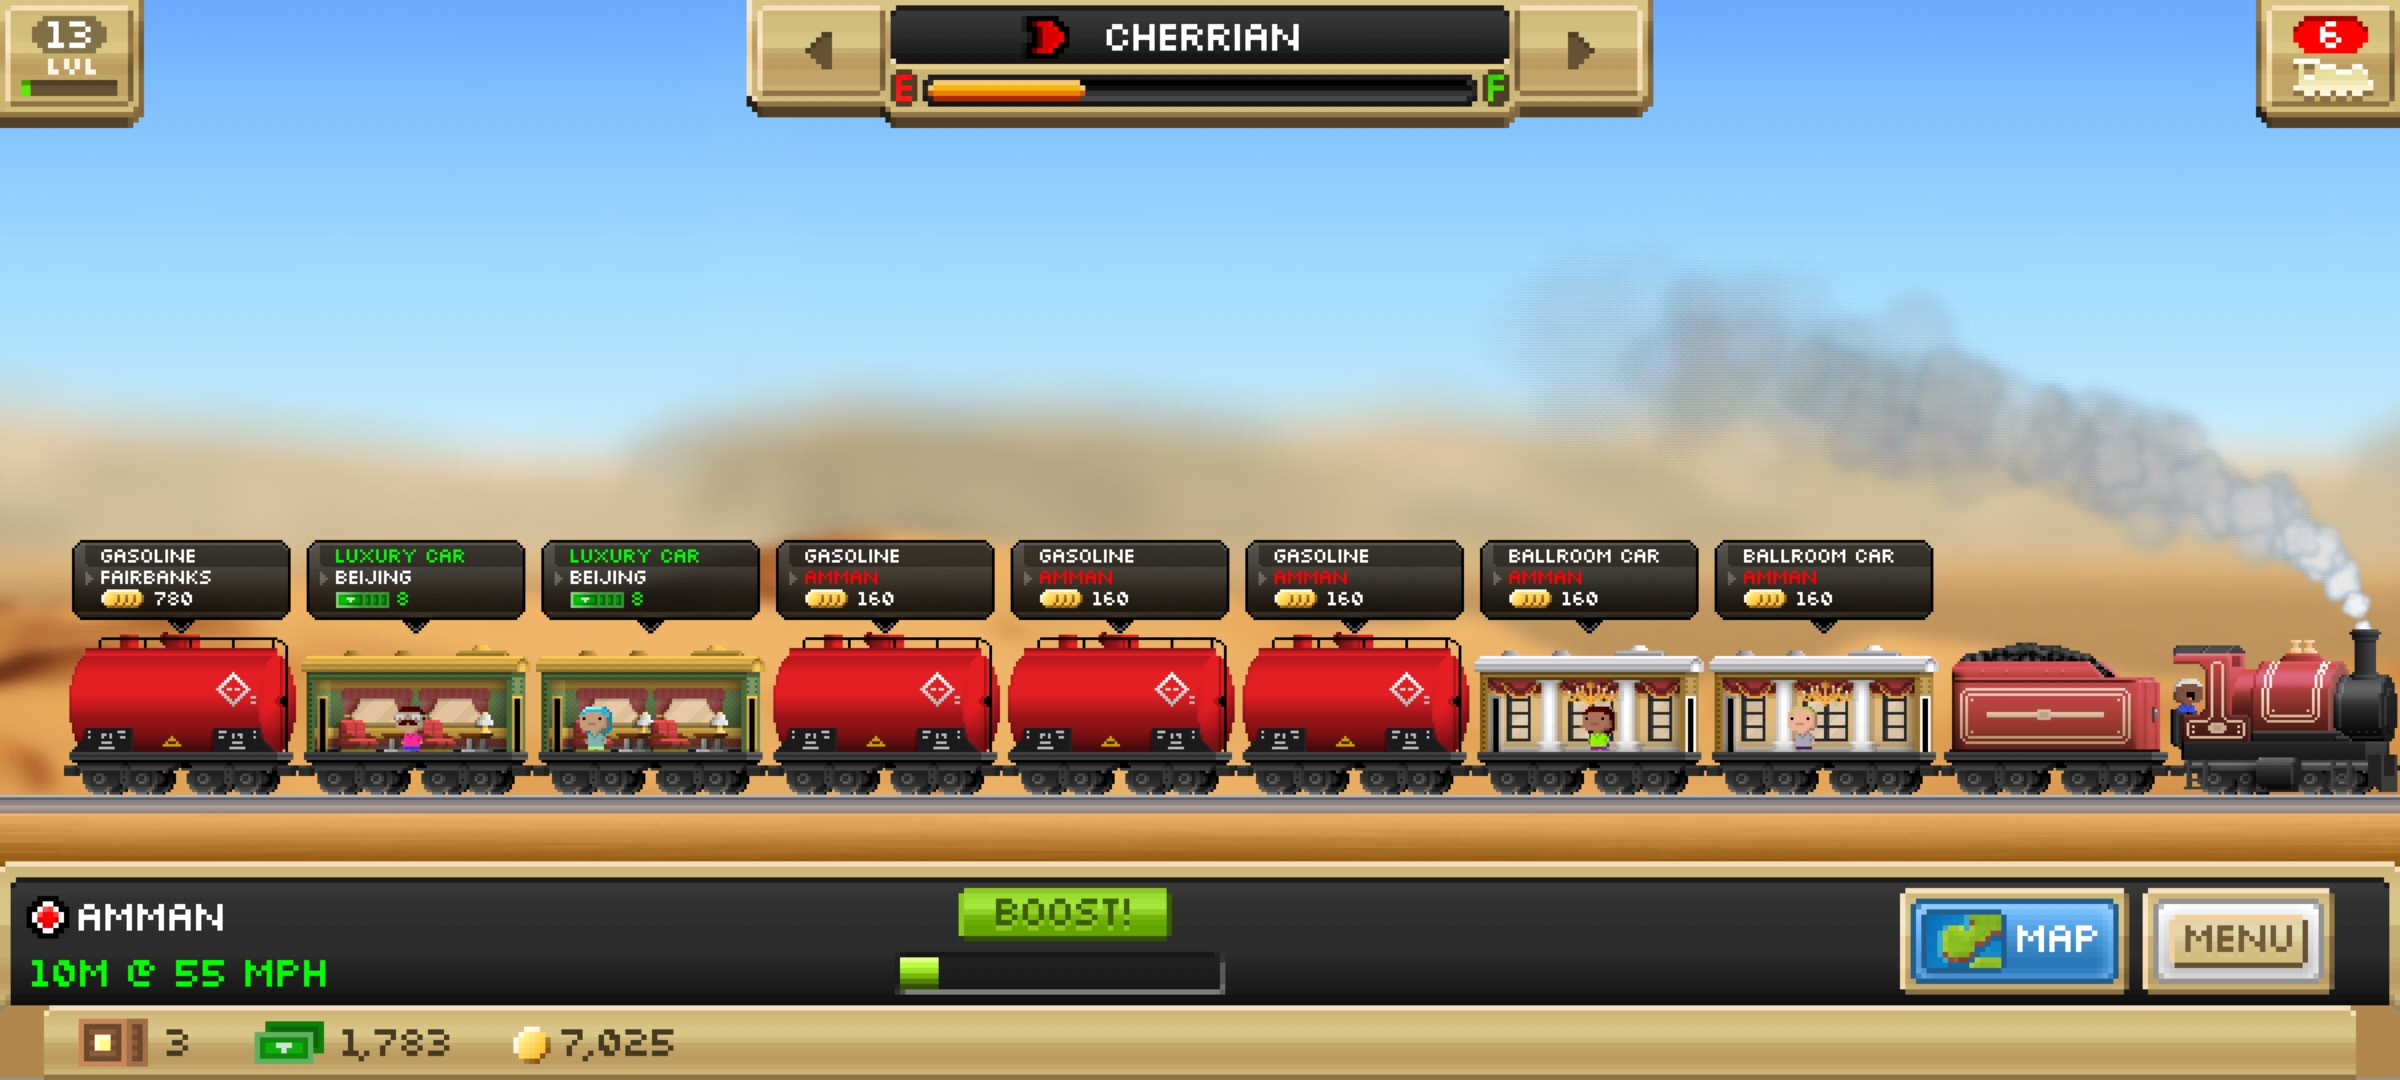 13
LVL
CHERRIAN
E
F
6
GASOLINE
FAIRBANKS
780
LUXURY CAR
BEIJING
8
LUXURY CAR
BEIJING
8
GASOLINE
AMMAN
160
GASOLINE
AMMAN
160
GASOLINE
AMMAN
160
BALLROOM CAR
AMMAN
160
BALLROOM CAR
AMMAN
160
AMMAN
10M @ 55 MPH
BOOST!
MAP
MENU
3
1,783
7,025